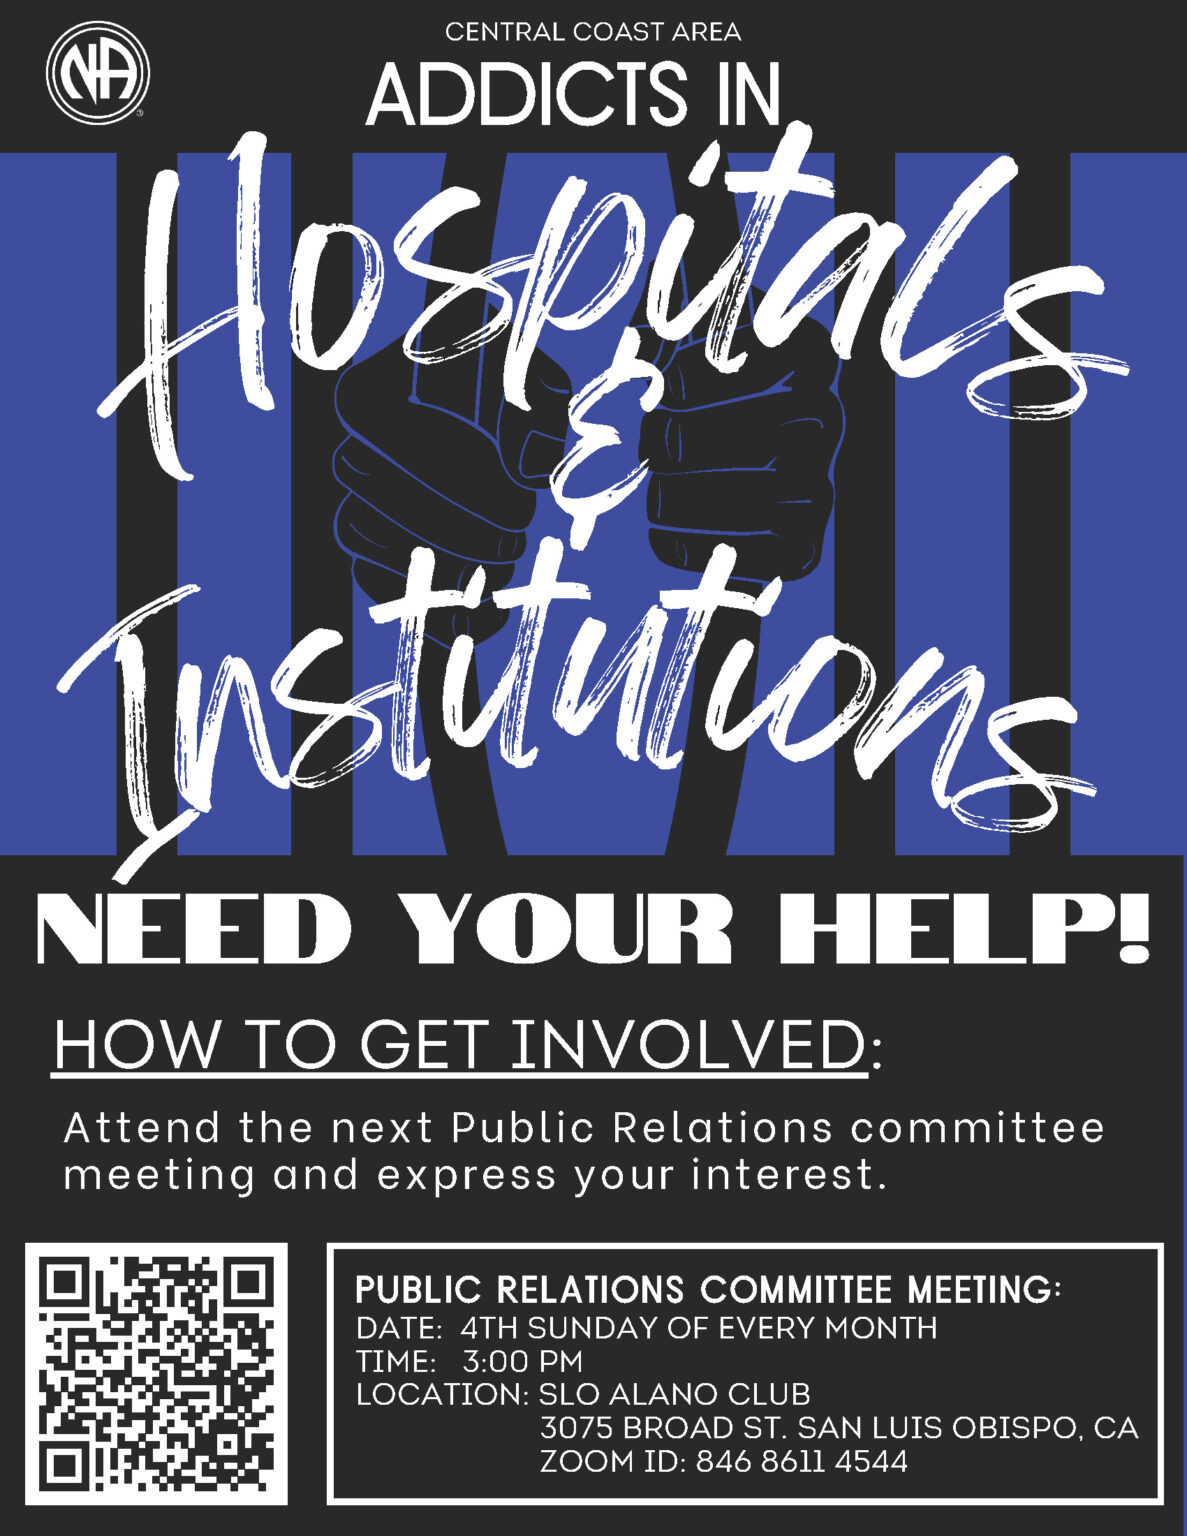 NA
CENTRAL COAST AREA
ADDICTS IN
Hospitals
&
Institutions
NEED YOUR HELP!
HOW TO GET INVOLVED:
Attend the next Public Relations committee
meeting and express your interest.
PUBLIC RELATIONS COMMITTEE MEETING:
DATE: 4TH SUNDAY OF EVERY MONTH
TIME: 3:00 PM
LOCATION: SLO ALANO CLUB
3075 BROAD ST. SAN LUIS OBISPO, CA
ZOOM ID: 846 8611 4544